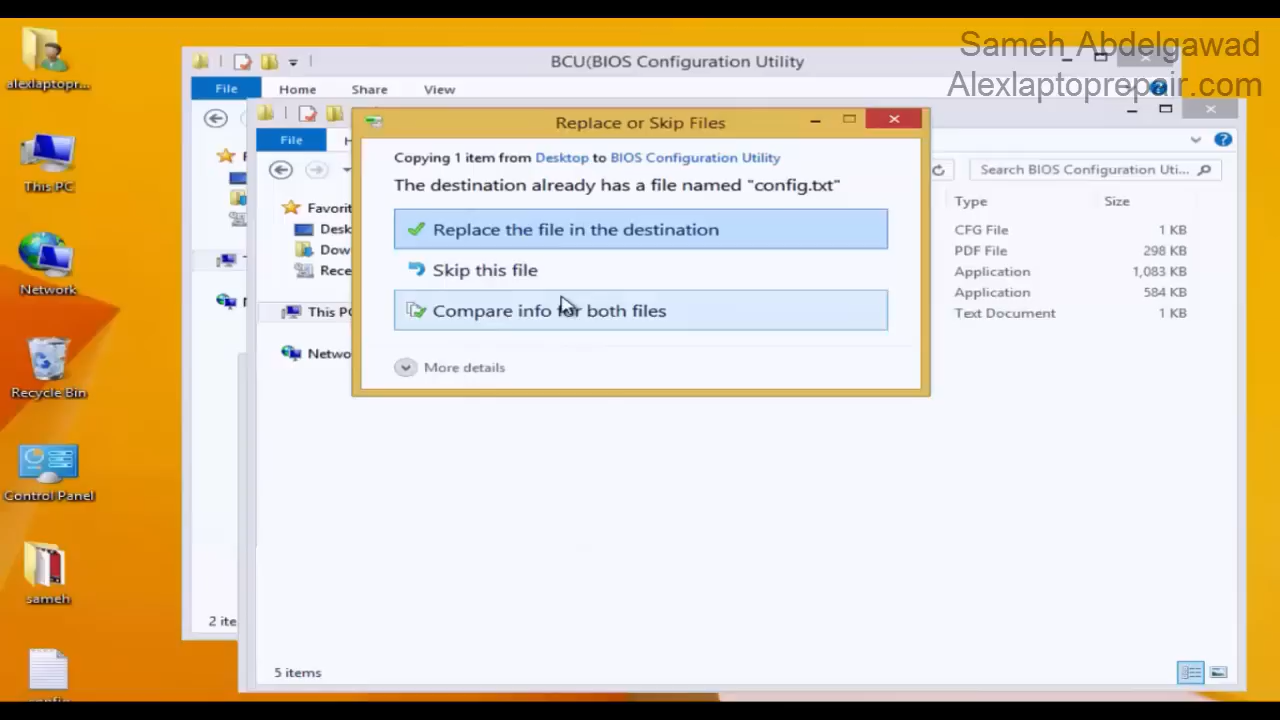 Sameh_Abdelgawad
Alexlaptoprepair.com
alexlaptopr...
This PC
Network
Recycle Bin
Control Panel
sameh
BCU(BIOS Configuration Utility
File
Home
Share
View
2 ite
File
Search BIOS Configuration Uti...
Favorit
Desk
Dow
Rece
This PC
Netwo
Type
Size
CFG File
1 KB
PDF File
298 KB
Application
1,083 KB
Application
584 KB
Text Document
1 KB
5 items
Replace or Skip Files
Copying 1 item from Desktop to BIOS Configuration Utility
The destination already has a file named "config.txt"
Replace the file in the destination
Skip this file
Compare info for both files
More details